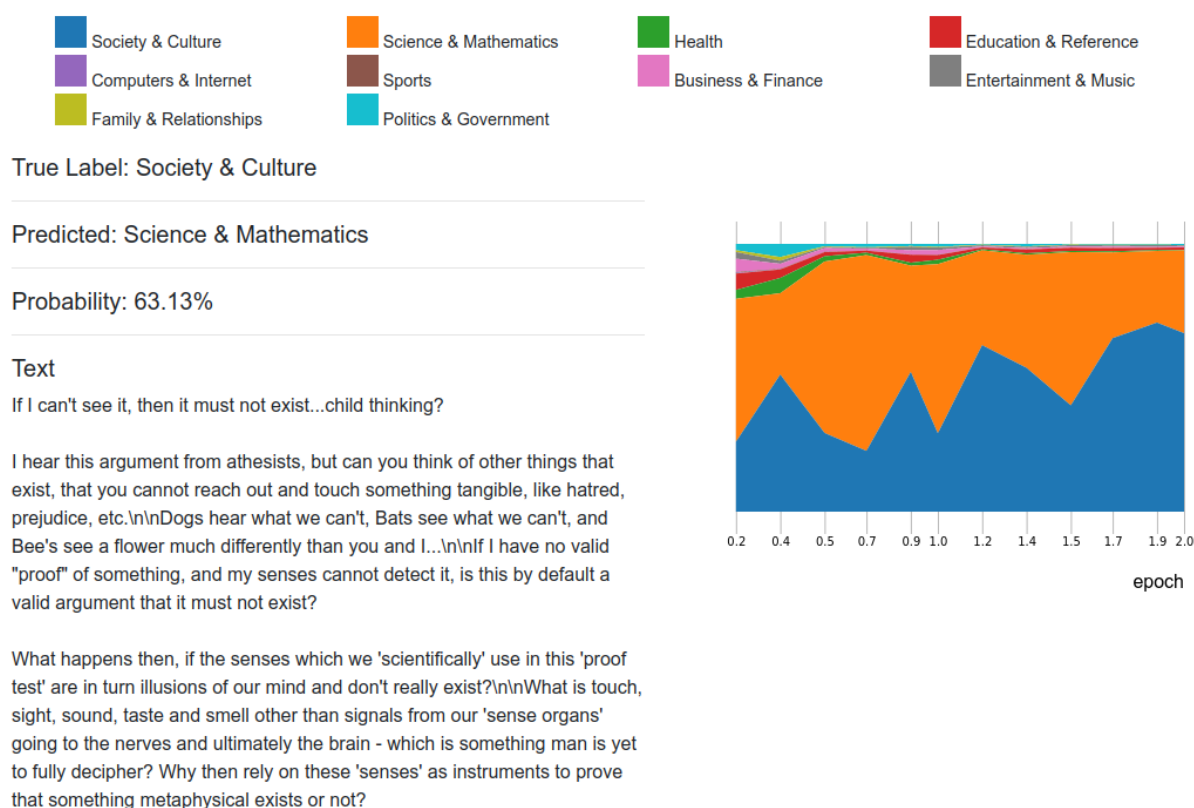 Society & Culture
Science & Mathematics
Health
Education & Reference
Computers & Internet
Sports
Business & Finance
Entertainment & Music
Family & Relationships
Politics & Government
True Label: Society & Culture
Predicted: Science & Mathematics
Probability: 63.13%
Text
If I can't see it, then it must not exist...child thinking?
I hear this argument from athesists, but can you think of other things that
exist, that you cannot reach out and touch something tangible, like hatred,
prejudice, etc.\n\nDogs hear what we can't, Bats see what we can't, and
Bee's see a flower much differently than you and I...\n\nIf I have no valid
"proof" of something, and my senses cannot detect it, is this by default a
valid argument that it must not exist?
What happens then, if the senses which we 'scientifically' use in this 'proof
test' are in turn illusions of our mind and don't really exist?\n\nWhat is touch,
sight, sound, taste and smell other than signals from our 'sense organs'
going to the nerves and ultimately the brain - which is something man is yet
to fully decipher? Why then rely on these 'senses' as instruments to prove
that something metaphysical exists or not?
0.2 0.4 0.5 0.7 0.9 1.0 1.2 1.4 1.5 1.7 1.9 2.0
epoch